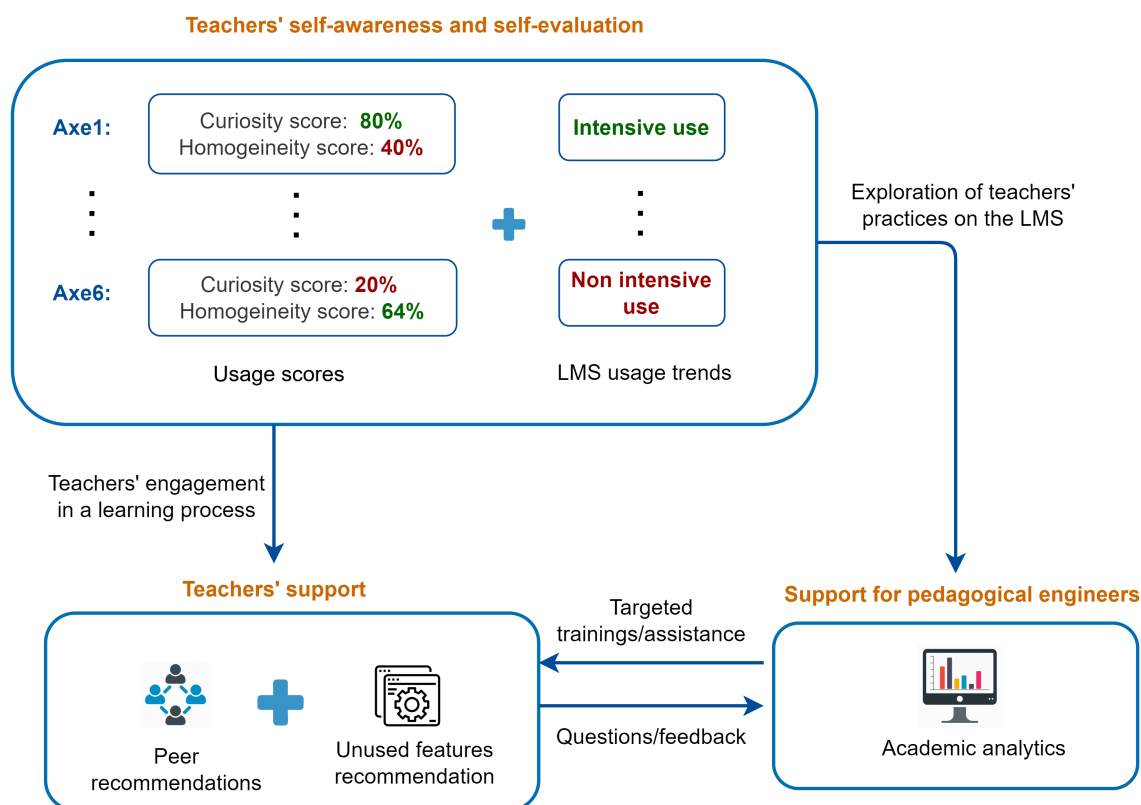 Teachers' self-awareness and self-evaluation
Axe1:
Curiosity score: 80%
Homogeineity score: 40%
Intensive use
Axe6:
Curiosity score: 20%
Homogeineity score: 64%
Non intensive
use
Usage scores
LMS usage trends
Exploration of teachers'
practices on the LMS
Teachers' engagement
in a learning process
Teachers' support
Peer
recommendations
Unused features
recommendation
Targeted
trainings/assistance
Questions/feedback
Support for pedagogical engineers
Academic analytics